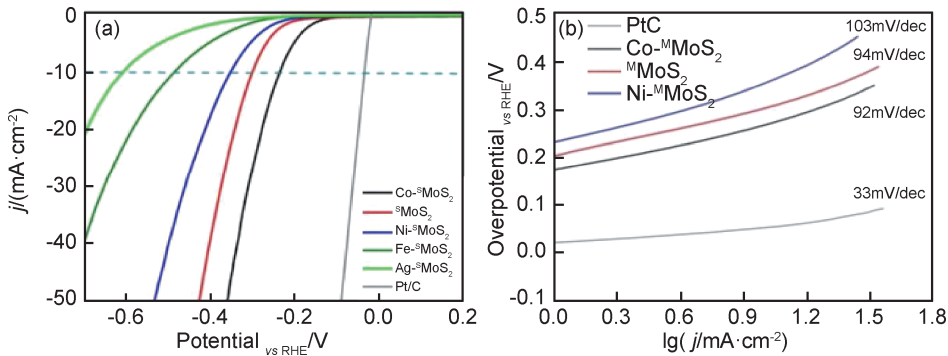 (a)
0
-10
-20
-30
-40
-50
j/(mA·cm-2)
Co-SMoS2
SMoS2
Ni-SMoS2
Fe-SMoS2
Ag-SMoS2
Pt/C
-0.6 -0.4 -0.2 0.0 0.2
Potential vs RHE/V
(b)
0.5
0.4
0.3
0.2
0.1
0.0
-0.1
Overpotential vs RHE/V
PtC
Co-MMoS2
MMoS2
Ni-MMoS2
103mV/dec
94mV/dec
92mV/dec
33mV/dec
0.0 0.3 0.6 0.9 1.2 1.5 1.8
lg( j/mA·cm-2)